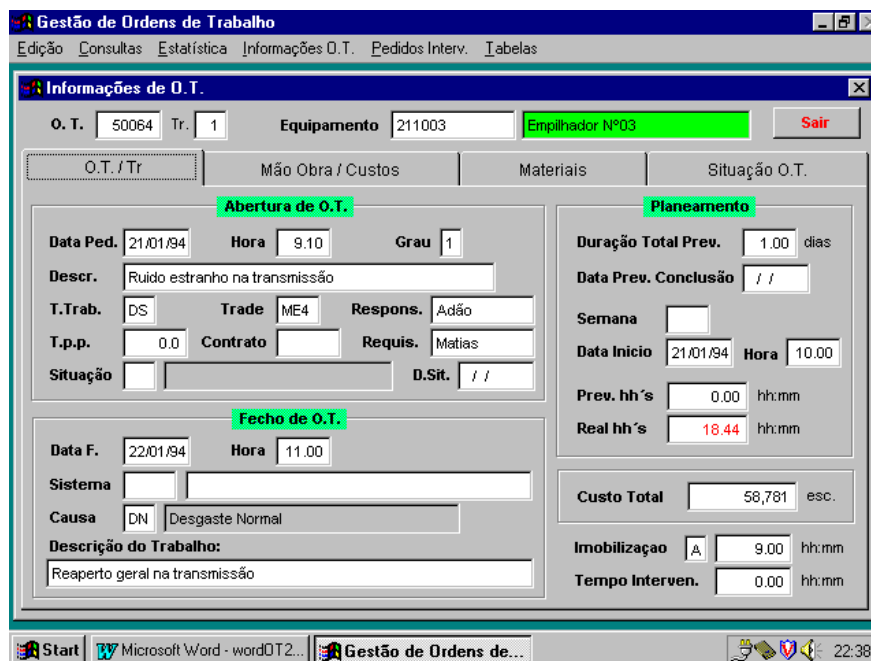 Gestão de Ordens de Trabalho
Edição Consultas Estatística Informações O.T. Pedidos Interv. Tabelas
Informações de O.T.
O. T. 50064 Tr. 1 Equipamento 211003 Empilhador Nº03 Sair
O.T. / Tr Mão Obra / Custos Materiais Situação O.T.
Abertura de O.T.
Data Ped. 21/01/94 Hora 9.10 Grau 1
Descr. Ruido estranho na transmissão
T.Trab. DS Trade ME4 Respons. Adão
T.p.p. 0.0 Contrato Requis. Matias
Situação D.Sit. / /
Fecho de O.T.
Data F. 22/01/94 Hora 11.00
Sistema
Causa DN Desgaste Normal
Descrição do Trabalho:
Reaperto geral na transmissão
Planeamento
Duração Total Prev. 1.00 dias
Data Prev. Conclusão / /
Semana
Data Inicio 21/01/94 Hora 10.00
Prev. hh´s 0.00 hh:mm
Real hh´s 18.44 hh:mm
Custo Total 58,781 esc.
Imobilizaçao A 9.00 hh:mm
Tempo Interven. 0.00 hh:mm
Start Microsoft Word - wordOT2... Gestão de Ordens de... 22:38